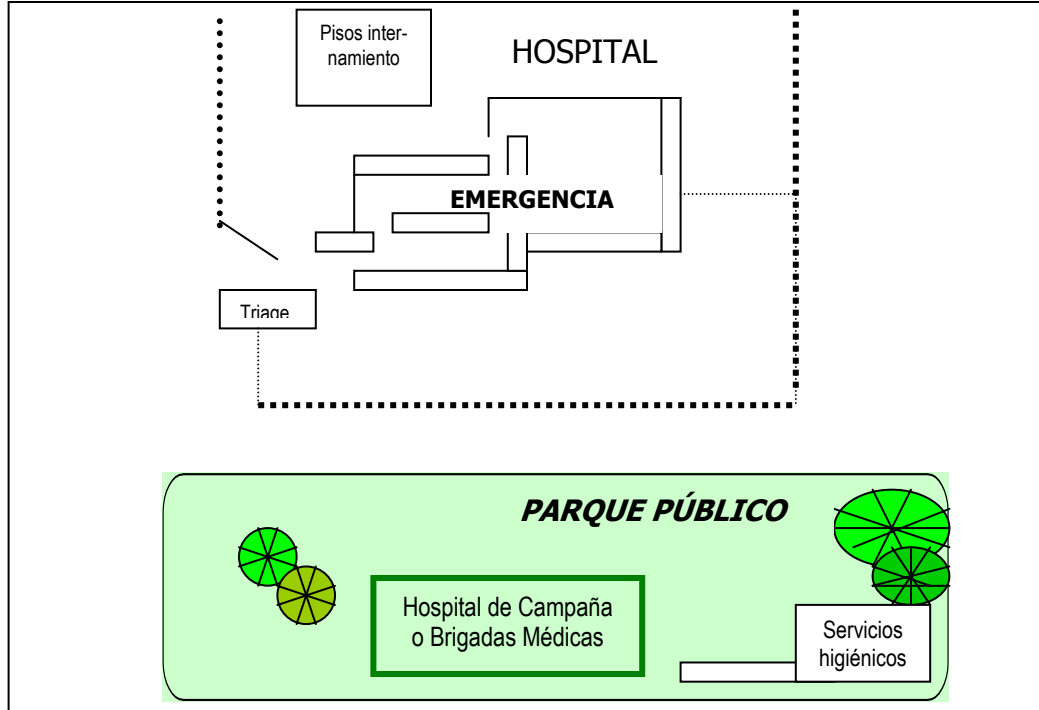 Pisos inter-
namiento
HOSPITAL
EMERGENCIA
Triage
PARQUE PÚBLICO
Hospital de Campaña
o Brigadas Médicas
Servicios
higiénicos